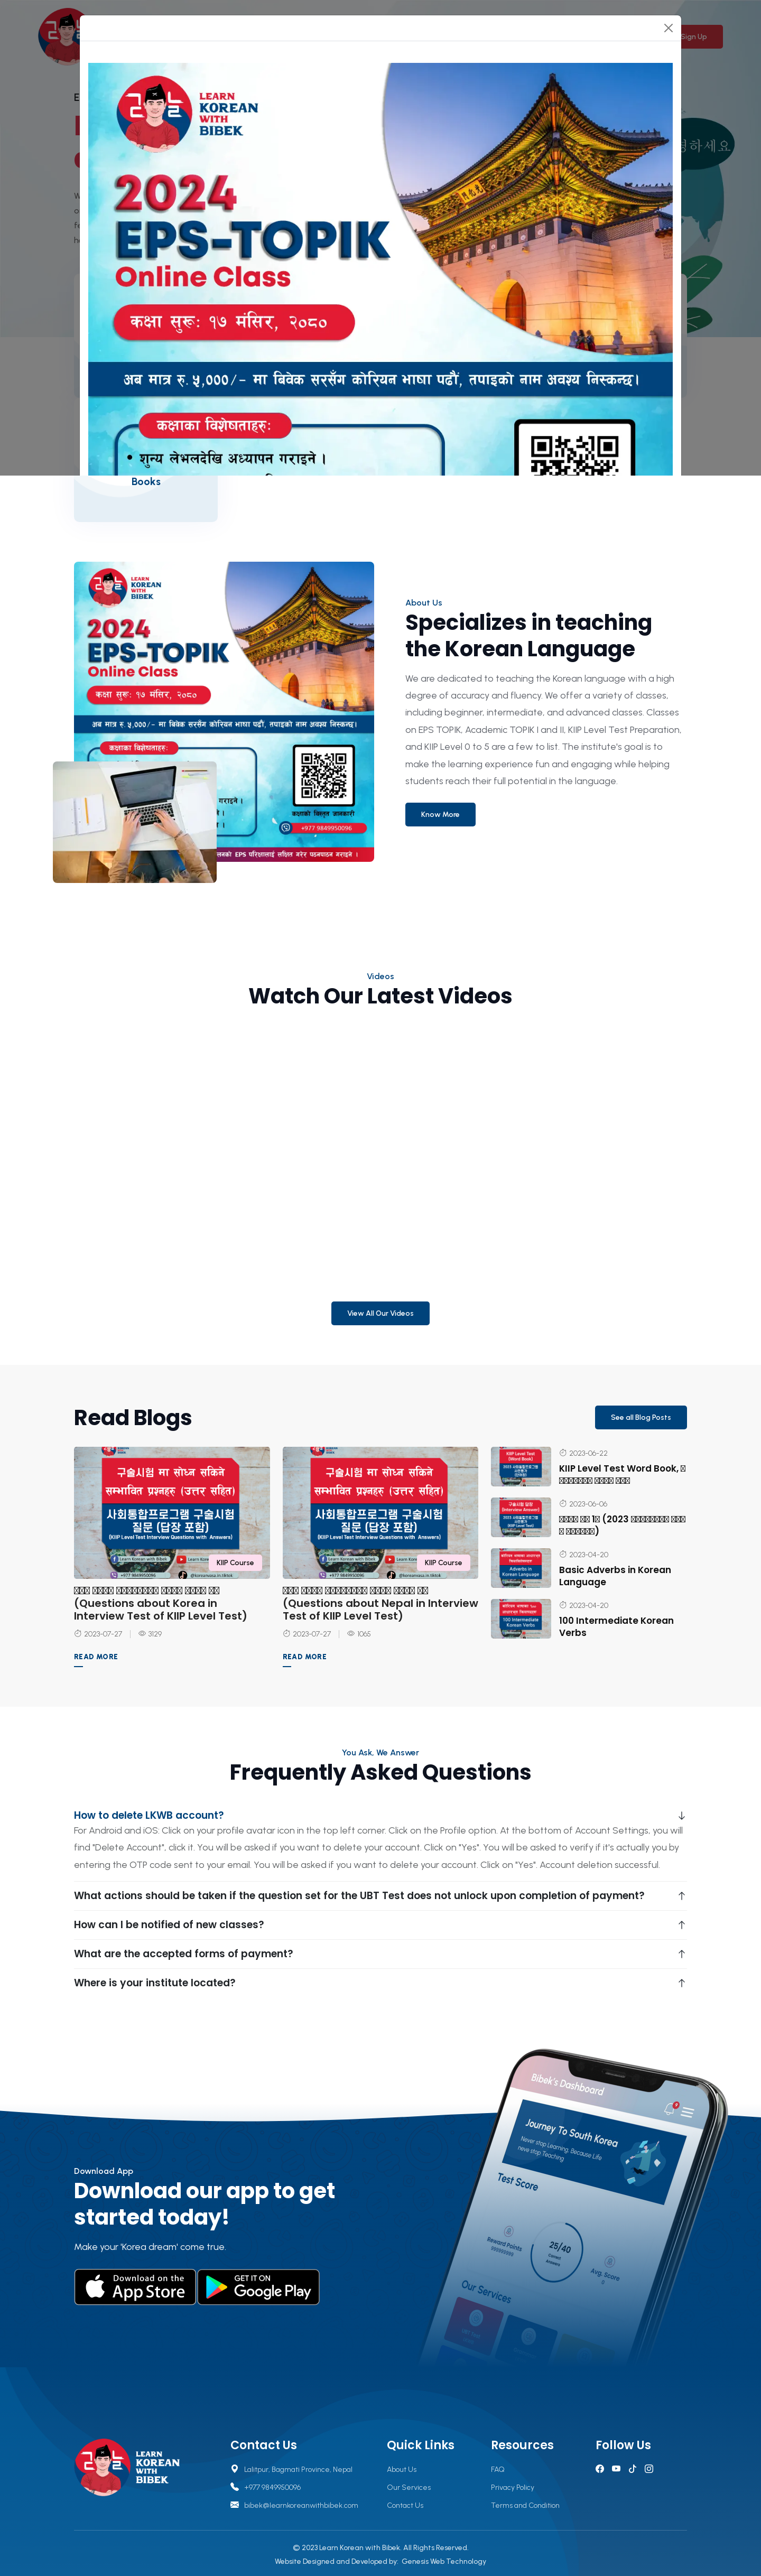 Sign Up
LEARN
KOREAN
WITH
BIBEK
2024
EPS-TOPIK
Online Class
कक्षा सुरू: १७ मंसिर, २०८०
अब मात्र रु. ५,०००/- मा बिवेक सरसँग कोरियन भाषा पढौं, तपाइको नाम अवश्य निस्कन्छ।
कक्षाका विशेषताहरु:
• शुन्य लेभलदेखि अध्यापन गराइने ।
Books
LEARN
KOREAN
WITH
BIBEK
2024
EPS-TOPIK
Online Class
कक्षा सुरू: १७ मंसिर, २०८०
अब मात्र रु. ५,०००/- मा बिवेक सरसँग कोरियन भाषा पढौं, तपाइको नाम अवश्य निस्कन्छ।
कक्षाका विशेषताहरु:
+977 9849950096
About Us
Specializes in teaching
the Korean Language
We are dedicated to teaching the Korean language with a high
degree of accuracy and fluency. We offer a variety of classes,
including beginner, intermediate, and advanced classes. Classes
on EPS TOPIK, Academic TOPIK I and II, KIIP Level Test Preparation,
and KIIP Level 0 to 5 are a few to list. The institute's goal is to
make the learning experience fun and engaging while helping
students reach their full potential in the language.
Know More
Videos
Watch Our Latest Videos
View All Our Videos
Read Blogs
See all Blog Posts
구술시험 मा सोध्न सकिने
सम्भावित प्रश्नहरु (उत्तर सहित)
사회통합프로그램 구술시험
질문 (답장 포함)
(KIIP Level Test Interview Questions with Answers)
KIIP Course
(Questions about Korea in
Interview Test of KIIP Level Test)
2023-07-27 3129
READ MORE
구술시험 मा सोध्न सकिने
सम्भावित प्रश्नहरु (उत्तर सहित)
사회통합프로그램 구술시험
질문 (답장 포함)
(KIIP Level Test Interview Questions with Answers)
KIIP Course
(Questions about Nepal in Interview
Test of KIIP Level Test)
2023-07-27 1065
READ MORE
2023-06-22
KIIP Level Test Word Book,
2023-06-06
(2023
2023-04-20
Basic Adverbs in Korean
Language
2023-04-20
100 Intermediate Korean
Verbs
You Ask, We Answer
Frequently Asked Questions
How to delete LKWB account?
For Android and iOS: Click on your profile avatar icon in the top left corner. Click on the Profile option. At the bottom of Account Settings, you will
find "Delete Account", click it. You will be asked if you want to delete your account. Click on "Yes". You will be asked to verify if it's actually you by
entering the OTP code sent to your email. You will be asked if you want to delete your account. Click on "Yes". Account deletion successful.
What actions should be taken if the question set for the UBT Test does not unlock upon completion of payment?
How can I be notified of new classes?
What are the accepted forms of payment?
Where is your institute located?
Download App
Download our app to get
started today!
Make your 'Korea dream' come true.
Download on the
App Store
GET IT ON
Google Play
Bibek's Dashboard
Journey To South Korea
Never stop Learning, Because Life
neve stop Teaching
Test Score
25/40
Reward Points
Avg. Score
Our Services
LEARN
KOREAN
WITH
BIBEK
Contact Us
Lalitpur, Bagmati Province, Nepal
+977 9849950096
bibek@learnkoreanwithbibek.com
Quick Links
About Us
Our Services
Contact Us
Resources
FAQ
Privacy Policy
Terms and Condition
Follow Us
© 2023 Learn Korean with Bibek. All Rights Reserved.
Website Designed and Developed by: Genesis Web Technology